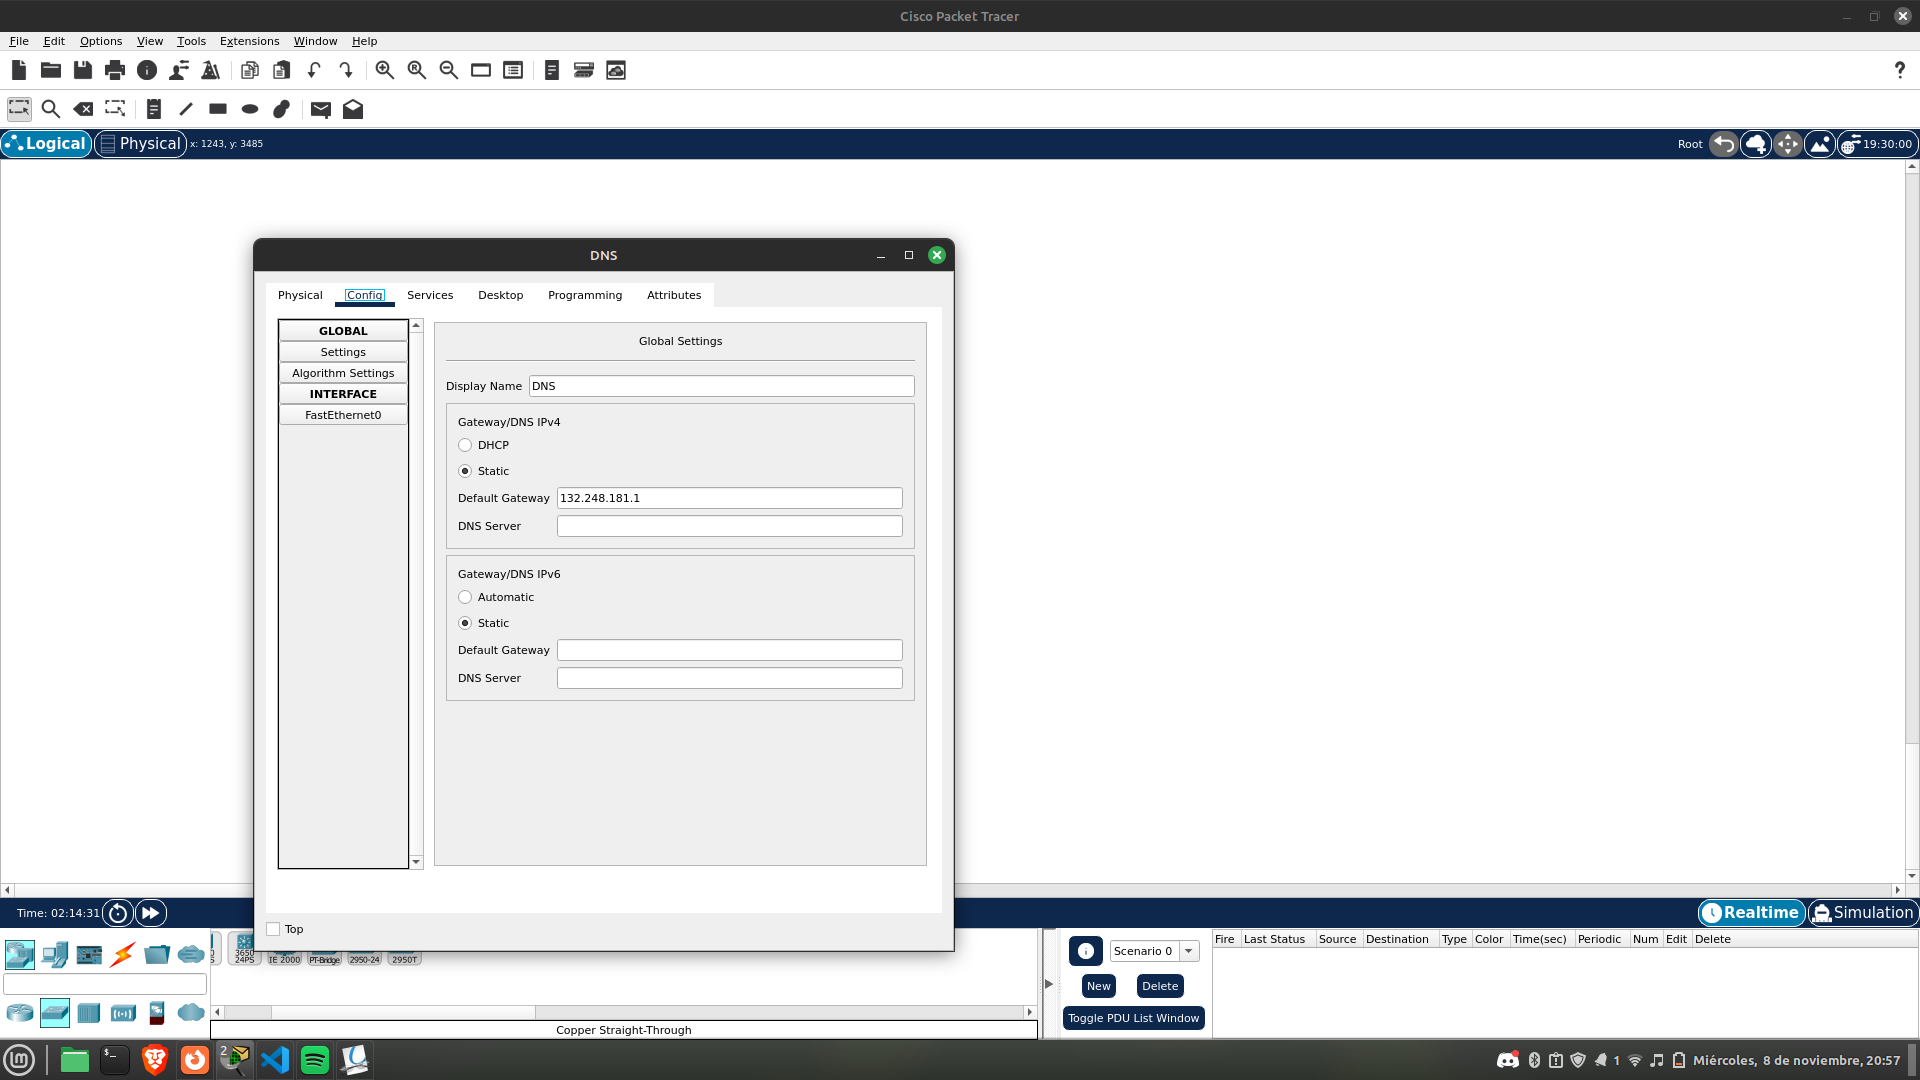 Cisco Packet Tracer
File Edit Options View Tools Extensions Window Help
Logical Physical x: 1243, y: 3485 Root 19:30:00
DNS
Physical Config Services Desktop Programming Attributes
GLOBAL
Settings
Algorithm Settings
INTERFACE
FastEthernet0
Global Settings
Display Name DNS
Gateway/DNS IPv4
DHCP
Static
Default Gateway 132.248.181.1
DNS Server
Gateway/DNS IPv6
Automatic
Static
Default Gateway
DNS Server
Top
Time: 02:14:31 Realtime Simulation
3650 24PS IE 2000 PT-Bridge 2950-24 2950T
Copper Straight-Through
Scenario 0
New Delete
Toggle PDU List Window
Fire Last Status Source Destination Type Color Time(sec) Periodic Num Edit Delete
2 1 Miércoles, 8 de noviembre, 20:57